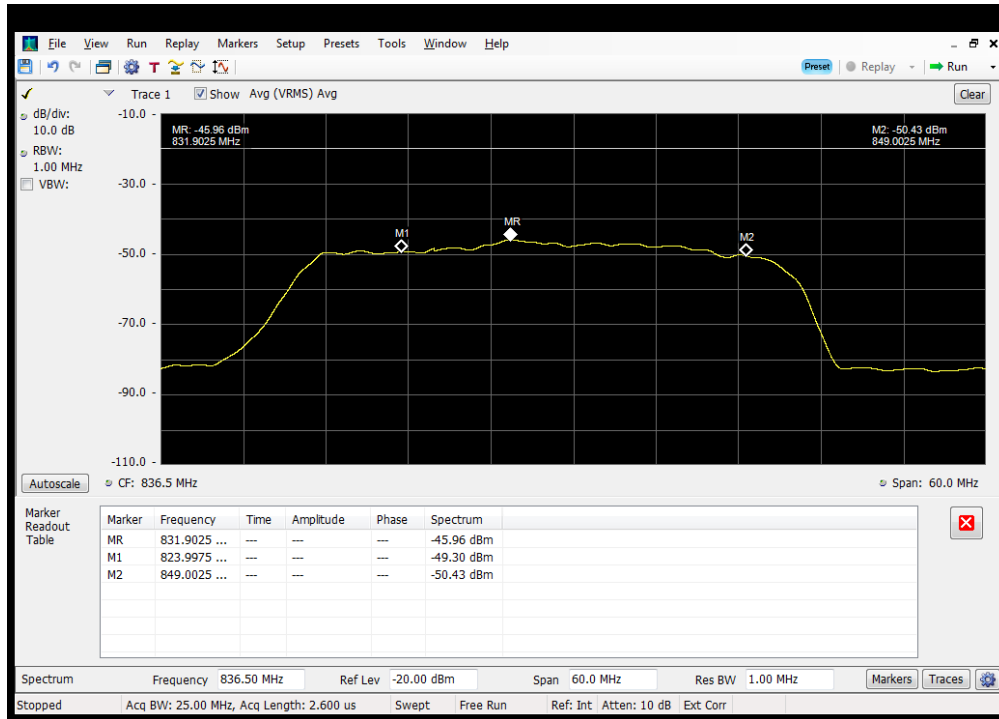 File View Run Replay Markers Setup Presets Tools Window Help
T Preset Replay Run
Trace 1 Show Avg (VRMS) Avg Clear
dB/div:
10.0 dB
RBW:
1.00 MHz
VBW:
-10.0
-30.0
-50.0
-70.0
-90.0
-110.0
MR: -45.96 dBm
831.9025 MHz
M2: -50.43 dBm
849.0025 MHz
M1
MR
M2
Autoscale CF: 836.5 MHz Span: 60.0 MHz
Marker
Readout
Table
Marker Frequency Time Amplitude Phase Spectrum
MR 831.9025 ... --- --- --- -45.96 dBm
M1 823.9975 ... --- --- --- -49.30 dBm
M2 849.0025 ... --- --- --- -50.43 dBm
Spectrum Frequency 836.50 MHz Ref Lev -20.00 dBm Span 60.0 MHz Res BW 1.00 MHz Markers Traces
Stopped Acq BW: 25.00 MHz, Acq Length: 2.600 us Swept Free Run Ref: Int Atten: 10 dB Ext Corr